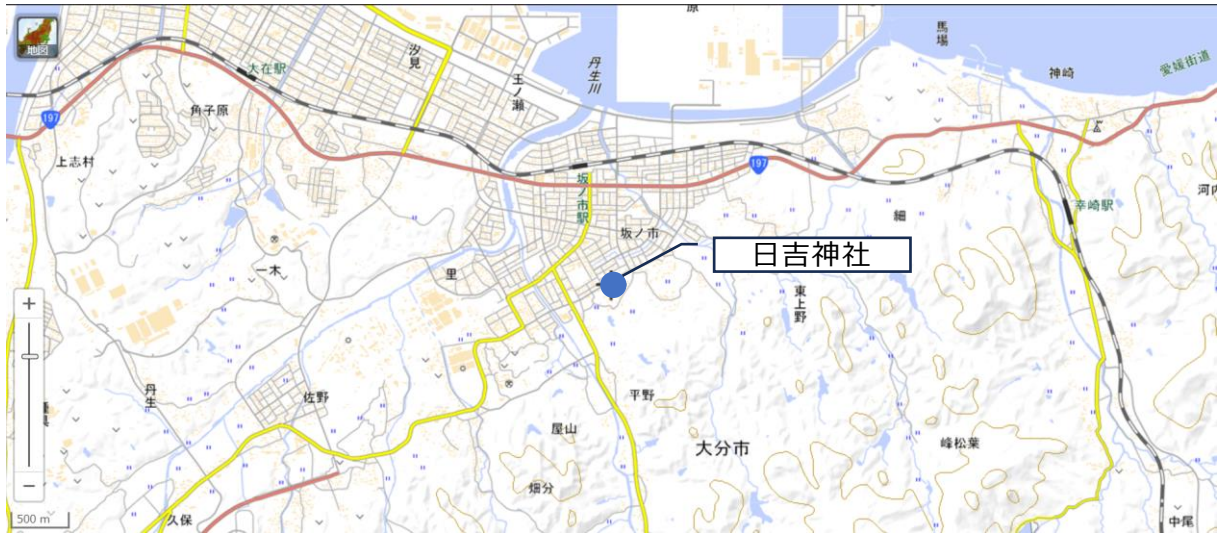 原
馬場
地図
汐見
丹生川
愛媛街道
大在駅
神崎
玉ノ瀬
角子原
197
上志村
197
坂ノ市駅
河内
幸崎駅
細
坂ノ市
日吉神社
里
一木
+
東上野
丹生
佐野
平野
屋山
大分市
峰松葉
−
畑分
500 m
久保
中尾